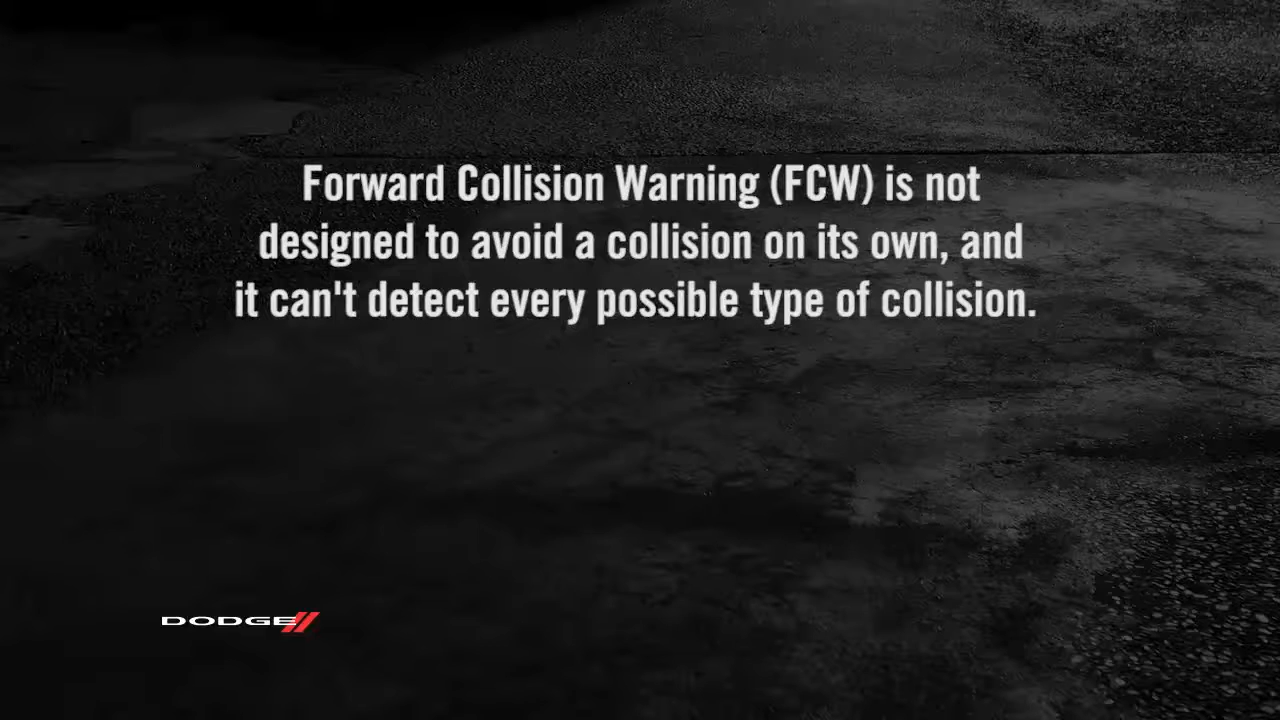 Forward Collision Warning (FCW) is not
designed to avoid a collision on its own, and
it can't detect every possible type of collision.
DODGE